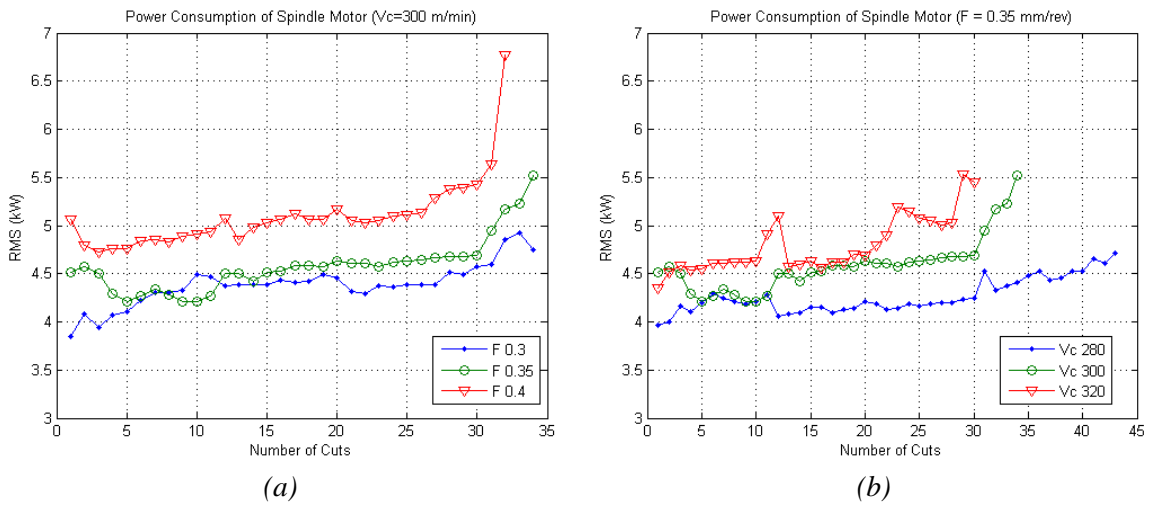 Power Consumption of Spindle Motor (Vc=300 m/min)
7
6.5
6
5.5
5
4.5
4
3.5
3
RMS (kW)
0 5 10 15 20 25 30 35
Number of Cuts
F 0.3
F 0.35
F 0.4
(a)
Power Consumption of Spindle Motor (F = 0.35 mm/rev)
7
6.5
6
5.5
5
4.5
4
3.5
3
RMS (kW)
0 5 10 15 20 25 30 35 40 45
Number of Cuts
Vc 280
Vc 300
Vc 320
(b)